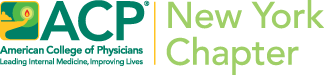 ACP®
American College of Physicians
Leading Internal Medicine, Improving Lives
New York
Chapter